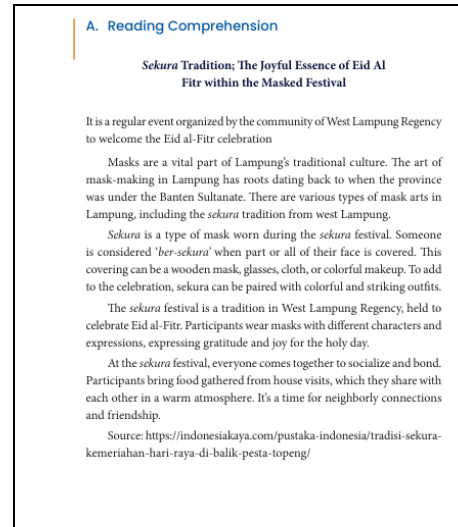 A. Reading Comprehension
Sekura Tradition; The Joyful Essence of Eid Al
Fitr within the Masked Festival
It is a regular event organized by the community of West Lampung Regency
to welcome the Eid al-Fitr celebration
Masks are a vital part of Lampung's traditional culture. The art of
mask-making in Lampung has roots dating back to when the province
was under the Banten Sultanate. There are various types of mask arts in
Lampung, including the sekura tradition from west Lampung.
Sekura is a type of mask worn during the sekura festival. Someone
is considered 'ber-sekura' when part or all of their face is covered. This
covering can be a wooden mask, glasses, cloth, or colorful makeup. To add
to the celebration, sekura can be paired with colorful and striking outfits.
The sekura festival is a tradition in West Lampung Regency, held to
celebrate Eid al-Fitr. Participants wear masks with different characters and
expressions, expressing gratitude and joy for the holy day.
At the sekura festival, everyone comes together to socialize and bond.
Participants bring food gathered from house visits, which they share with
each other in a warm atmosphere. It's a time for neighborly connections
and friendship.
Source: https://indonesiakaya.com/pustaka-indonesia/tradisi-sekura-
kemeriahan-hari-raya-di-balik-pesta-topeng/